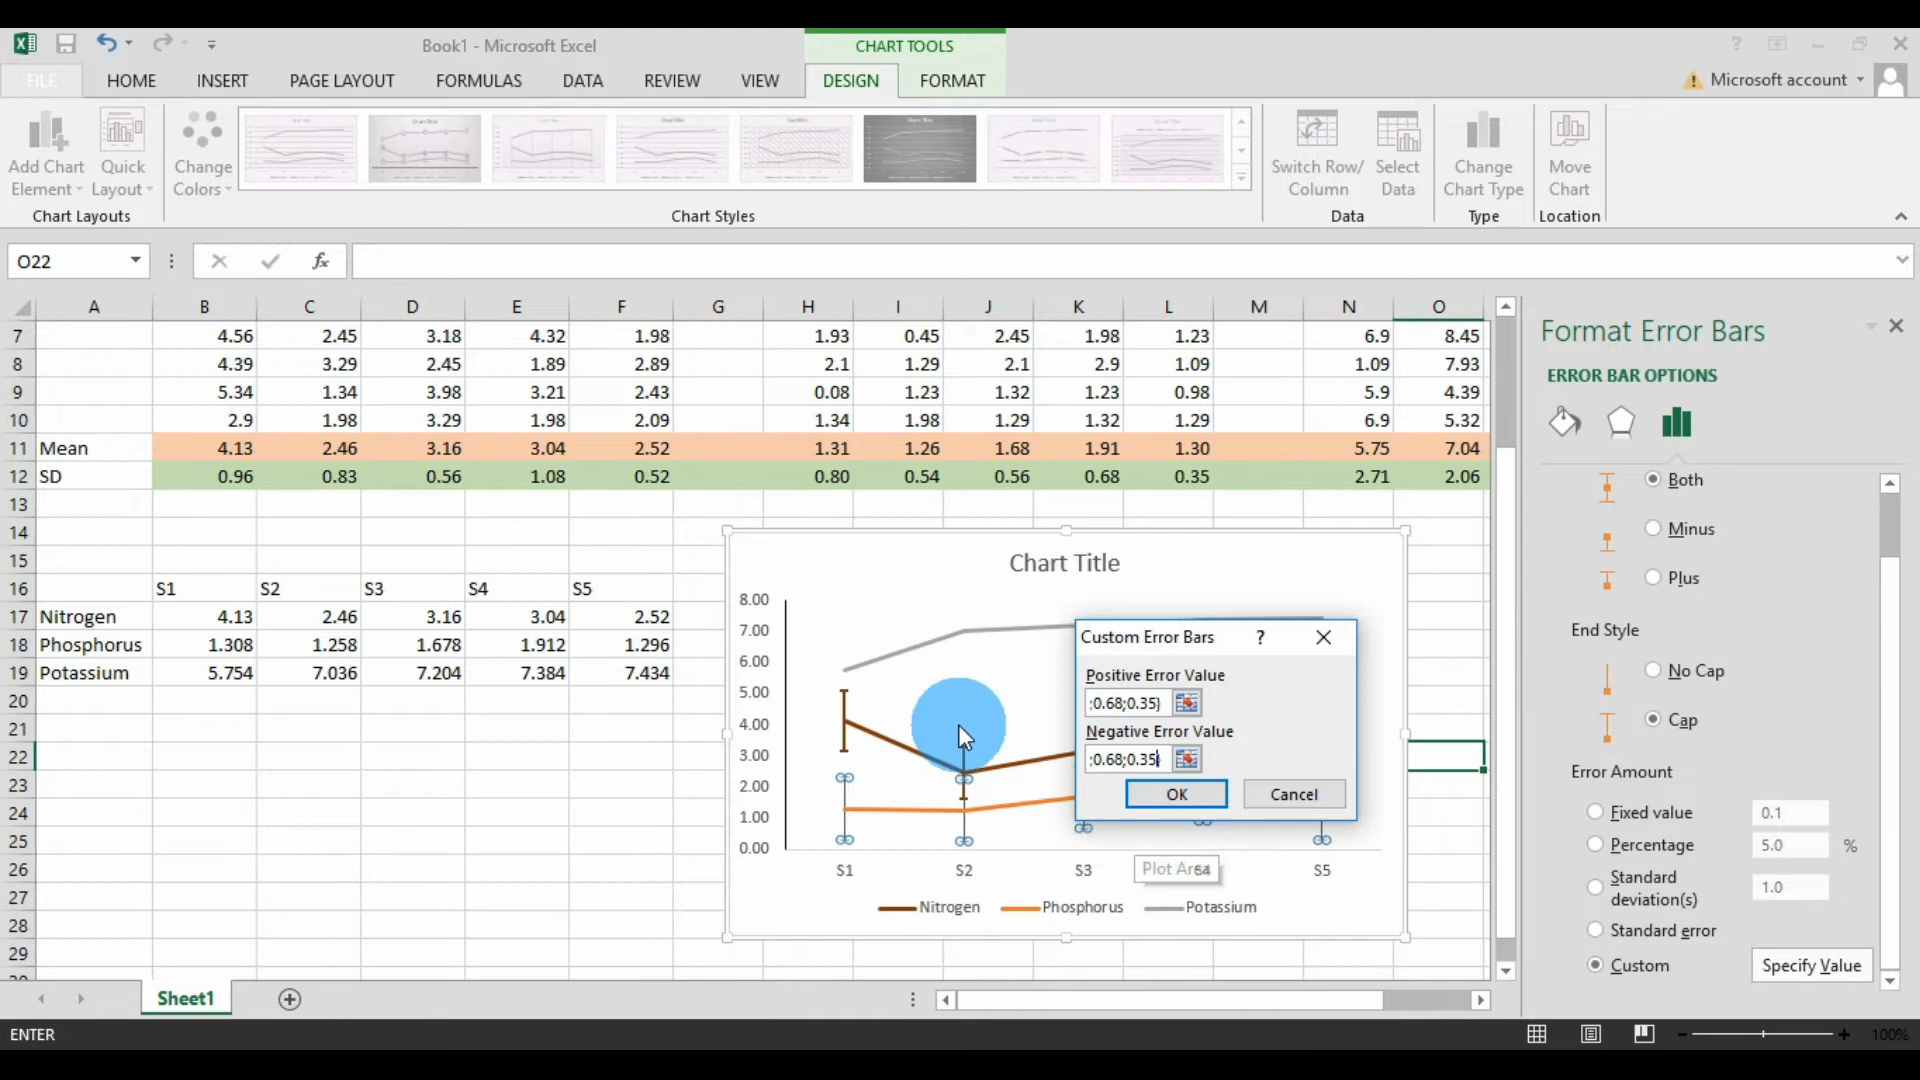 Book1 - Microsoft Excel
CHART TOOLS
?
FILE HOME INSERT PAGE LAYOUT FORMULAS DATA REVIEW VIEW DESIGN FORMAT
Microsoft account
Add Chart Element
Quick Layout
Change Colors
Switch Row/ Column
Select Data
Change Chart Type
Move Chart
Chart Layouts
Chart Styles
Data
Type
Location
O22
fx
A B C D E F G H I J K L M N O
7 4.56 2.45 3.18 4.32 1.98 1.93 0.45 2.45 1.98 1.23 6.9 8.45
8 4.39 3.29 2.45 1.89 2.89 2.1 1.29 2.1 2.9 1.09 1.09 7.93
9 5.34 1.34 3.98 3.21 2.43 0.08 1.23 1.32 1.23 0.98 5.9 4.39
10 2.9 1.98 3.29 1.98 2.09 1.34 1.98 1.29 1.32 1.29 6.9 5.32
11 Mean 4.13 2.46 3.16 3.04 2.52 1.31 1.26 1.68 1.91 1.30 5.75 7.04
12 SD 0.96 0.83 0.56 1.08 0.52 0.80 0.54 0.56 0.68 0.35 2.71 2.06
13
14
15
16 S1 S2 S3 S4 S5
17 Nitrogen 4.13 2.46 3.16 3.04 2.52
18 Phosphorus 1.308 1.258 1.678 1.912 1.296
19 Potassium 5.754 7.036 7.204 7.384 7.434
20
21
22
23
24
25
26
27
28
29
Chart Title
8.00
7.00
6.00
5.00
4.00
3.00
2.00
1.00
0.00
S1 S2 S3 S4 S5
Plot Area
Nitrogen Phosphorus Potassium
Custom Error Bars ?
Positive Error Value
;0.68;0.35}
Negative Error Value
;0.68;0.35}
OK Cancel
Format Error Bars
ERROR BAR OPTIONS
Both
Minus
Plus
End Style
No Cap
Cap
Error Amount
Fixed value 0.1
Percentage 5.0 %
Standard deviation(s) 1.0
Standard error
Custom Specify Value
Sheet1
ENTER
100%